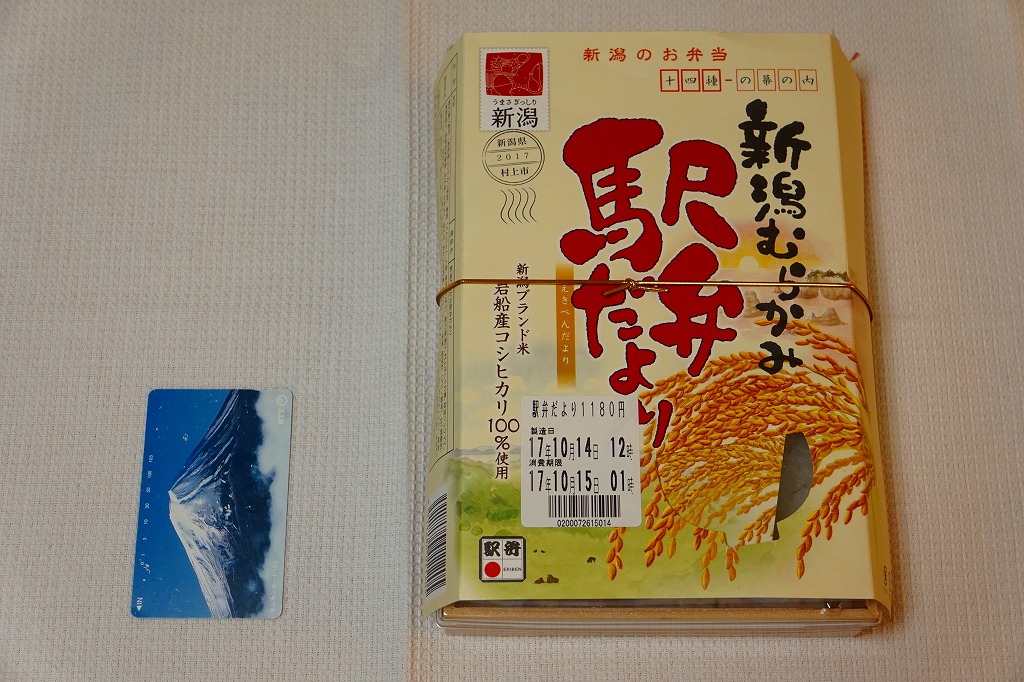 新潟のお弁当
十四種ーの幕の内
うまさぎっしり
新潟
新潟県
2017
村上市
新潟むらかみ
駅弁だより
えきべんだより
新潟ブランド米
岩船産コシヒカリ100%使用
駅弁だより1180円
製造日
17年10月14日 12時
消費期限
17年10月15日 01時
0200072615014
駅弁
EKIBEN